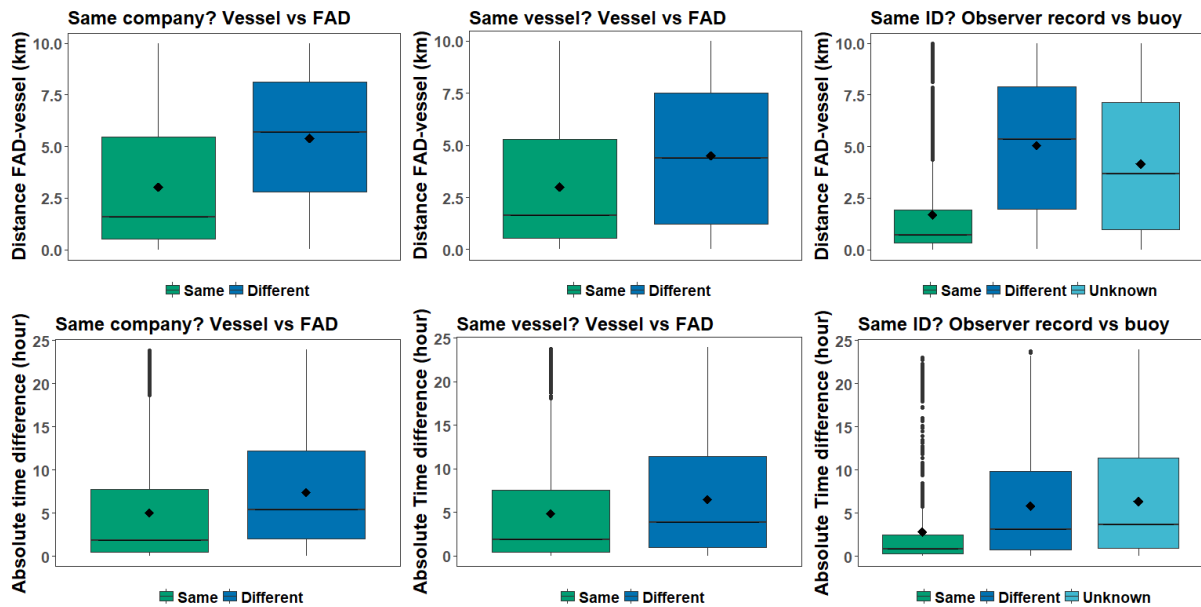 Same company? Vessel vs FAD
Distance FAD-vessel (km)
10.0
7.5
5.0
2.5
0.0
Same Different
Same vessel? Vessel vs FAD
Distance FAD-vessel (km)
10.0
7.5
5.0
2.5
0.0
Same Different
Same ID? Observer record vs buoy
Distance FAD-vessel (km)
10.0
7.5
5.0
2.5
0.0
Same Different Unknown
Same company? Vessel vs FAD
Absolute time difference (hour)
25
20
15
10
5
0
Same Different
Same vessel? Vessel vs FAD
Absolute Time difference (hour)
25
20
15
10
5
0
Same Different
Same ID? Observer record vs buoy
Absolute Time difference (hour)
25
20
15
10
5
0
Same Different Unknown